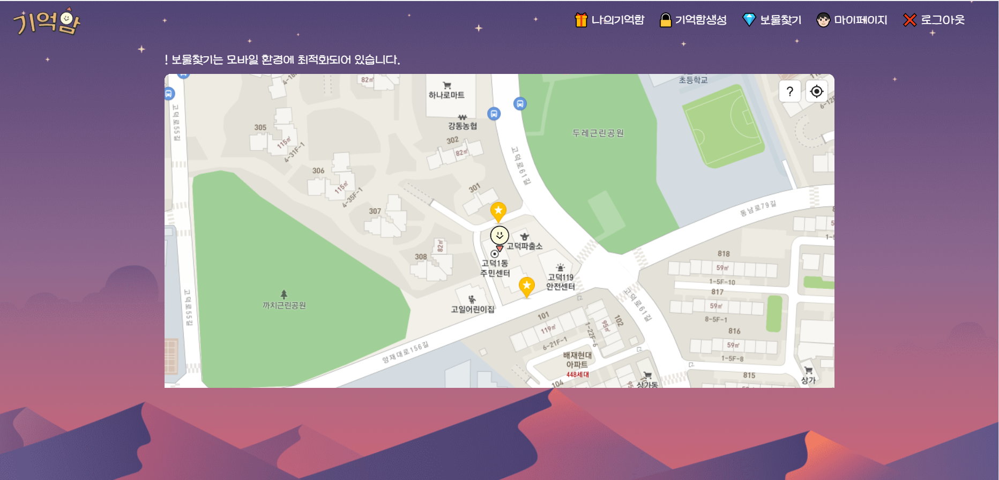 기억함
나의기억함
기억함생성
보물찾기
마이페이지
로그아웃
! 보물찾기는 모바일 환경에 최적화되어 있습니다.
82㎡
하나로마트
초등학교
?
고덕로55길
강동농협
두레근린공원
305
115㎡
4-31F-1
302
82㎡
고덕로61길
306
115㎡
4-35F-1
301
307
동남로79길
고덕파출소
308
82㎡
고덕1동
주민센터
고덕119
안전센터
818
59㎡
1-5F-10
817
59㎡
8-5F-1
816
59㎡
1-5F-8
815
고덕로55길
까치근린공원
고일어린이집
고덕로61길
101
119㎡
6-21F-1
102
95㎡
1-22F-6
양재대로156길
배재현대
아파트
448세대
104
상가동
상가